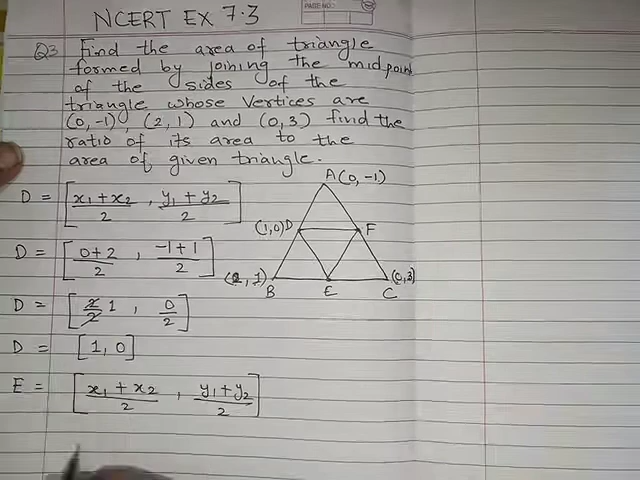 NCERT EX 7.3
PAGE NO.:
Q3 Find the area of triangle
formed by joining the midpoint
of the sides of the
triangle whose vertices are
(0,-1), (2,1) and (0,3) find the
ratio of its area to the
area of given triangle.
D = [x₁+x₂/2 , y₁+y₂/2]
A(0,-1)
(1,0)D
F
D = [0+2/2 , -1+1/2]
(2,1)
B
E
C
(0,3)
D = [2/2 1 , 0/2]
D = [1, 0]
E = [x₁+x₂/2 , y₁+y₂/2]